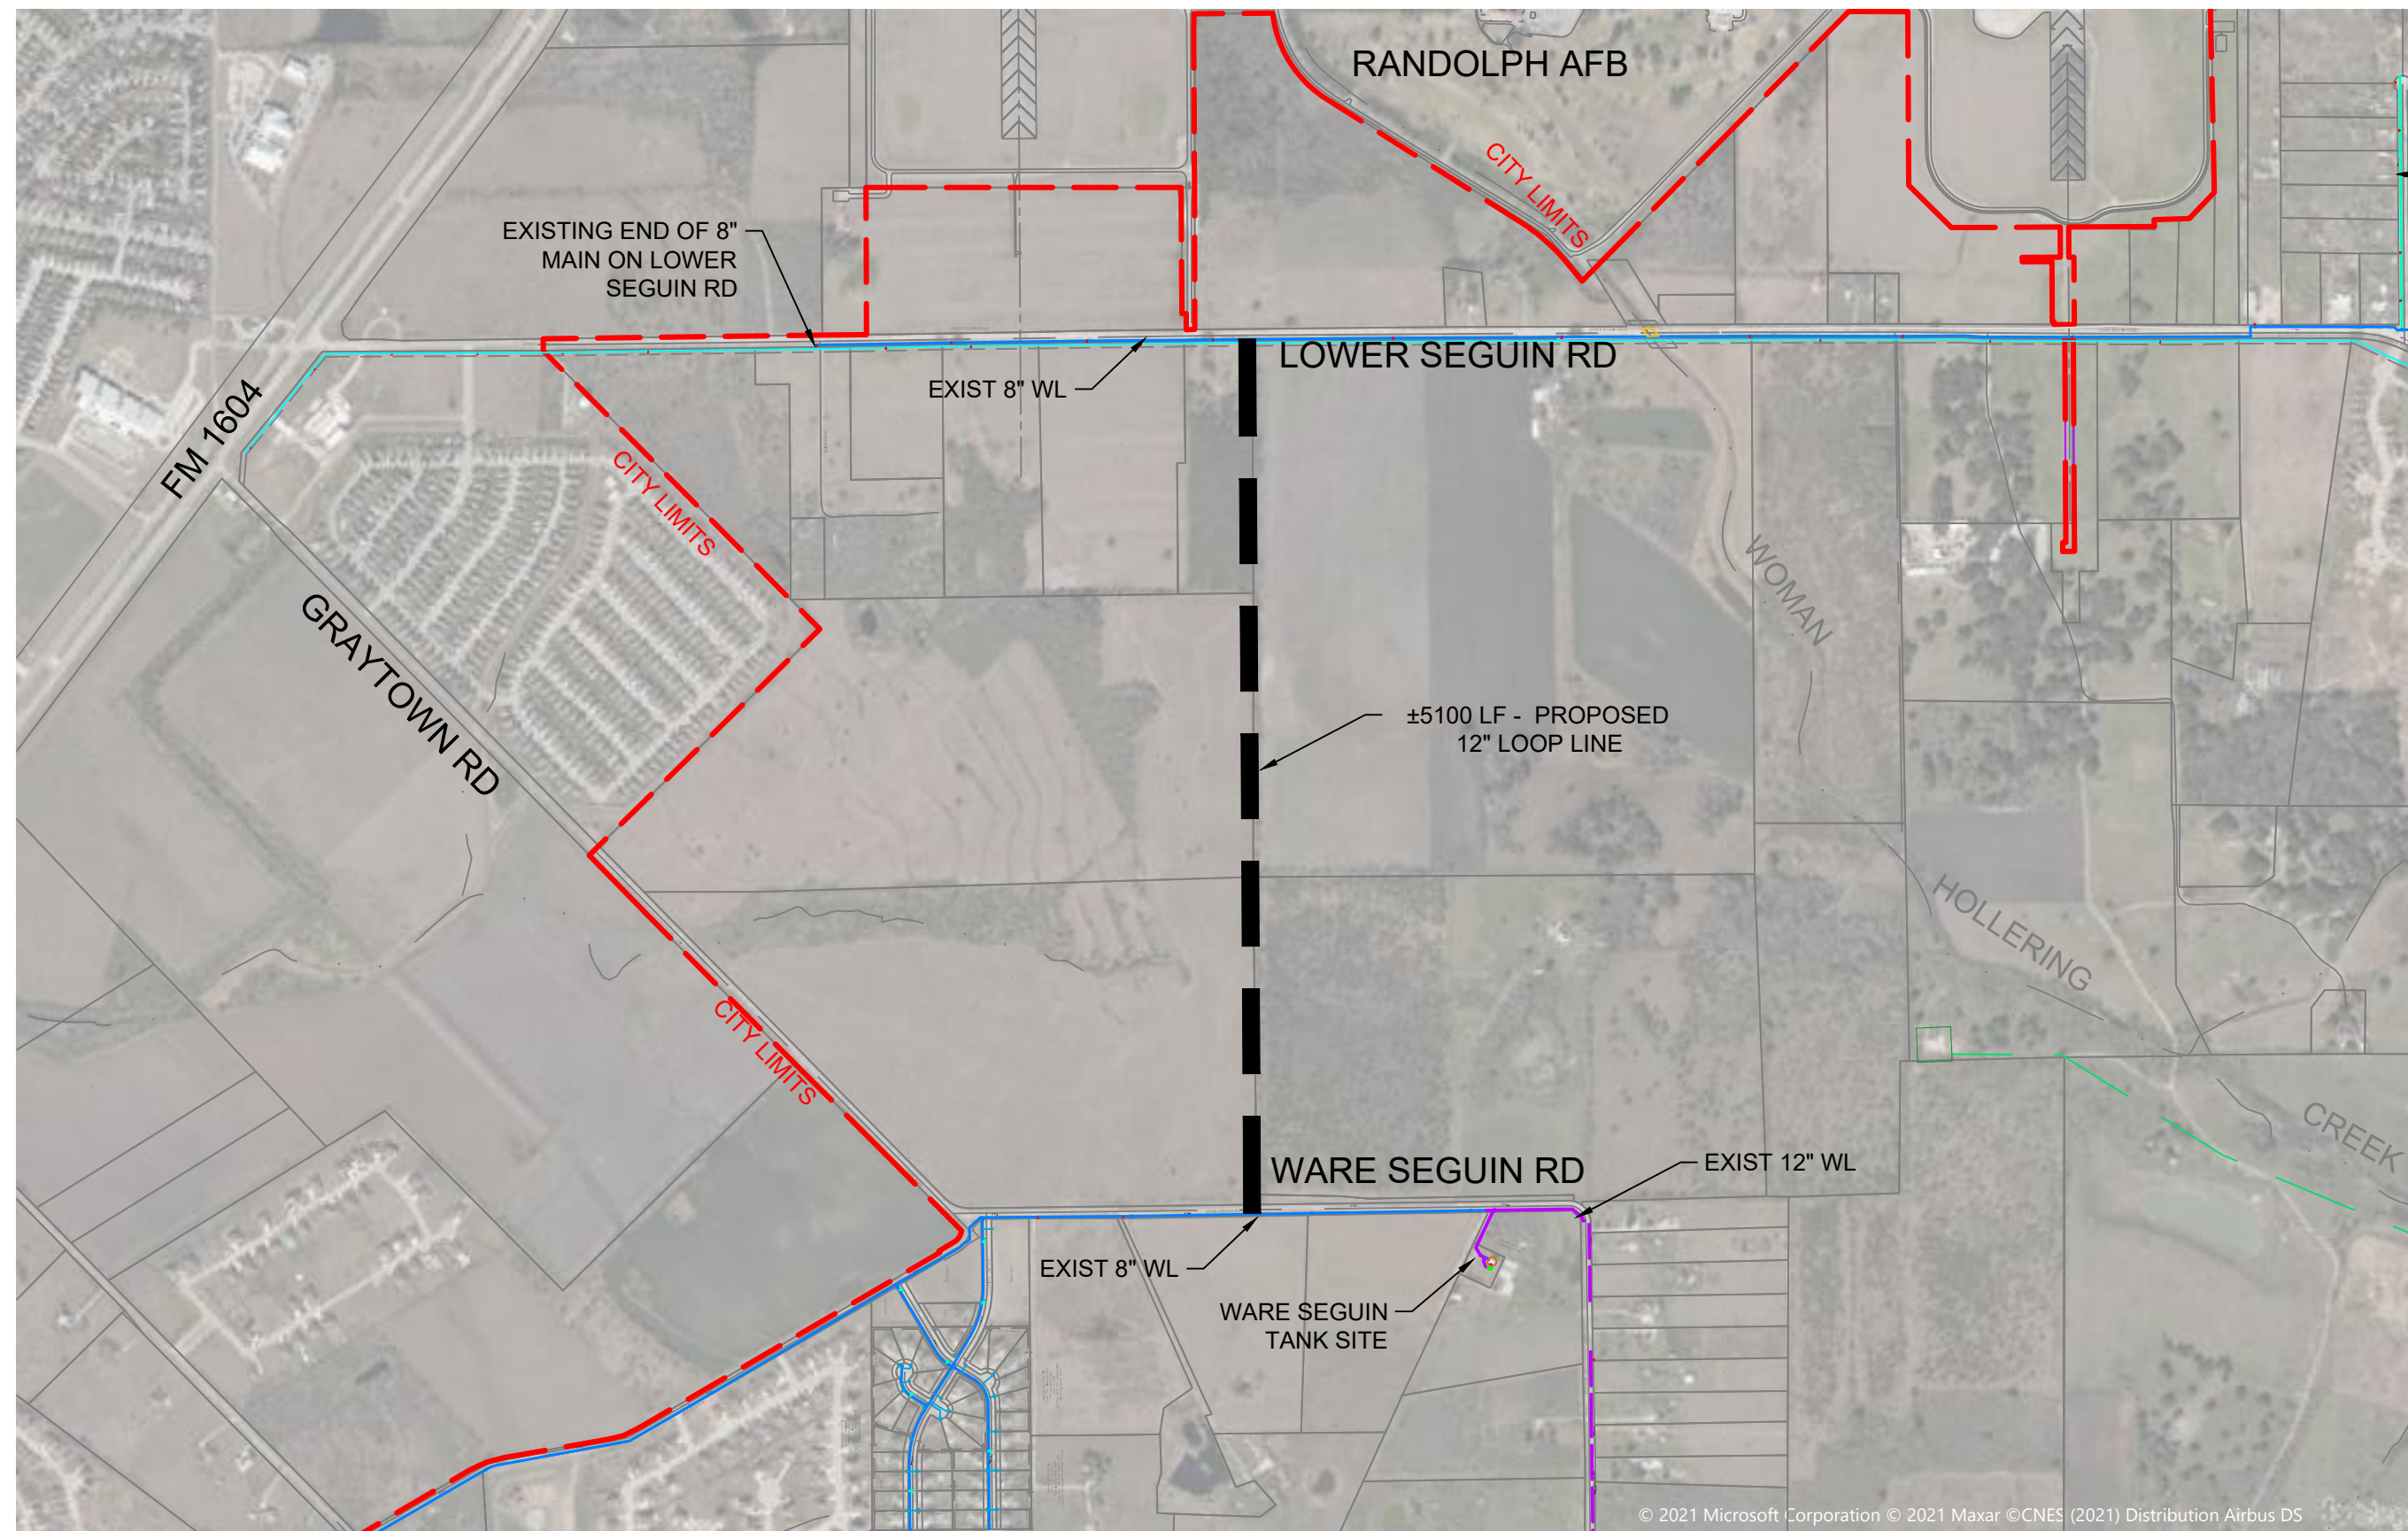 RANDOLPH AFB
CITY LIMITS
EXISTING END OF 8"
MAIN ON LOWER
SEGUIN RD
LOWER SEGUIN RD
EXIST 8" WL
FM 1604
CITY LIMITS
WOMAN
GRAYTOWN RD
±5100 LF - PROPOSED
12" LOOP LINE
HOLLERING
CITY LIMITS
CREEK
WARE SEGUIN RD
EXIST 12" WL
EXIST 8" WL
WARE SEGUIN
TANK SITE
© 2021 Microsoft Corporation © 2021 Maxar ©CNES (2021) Distribution Airbus DS